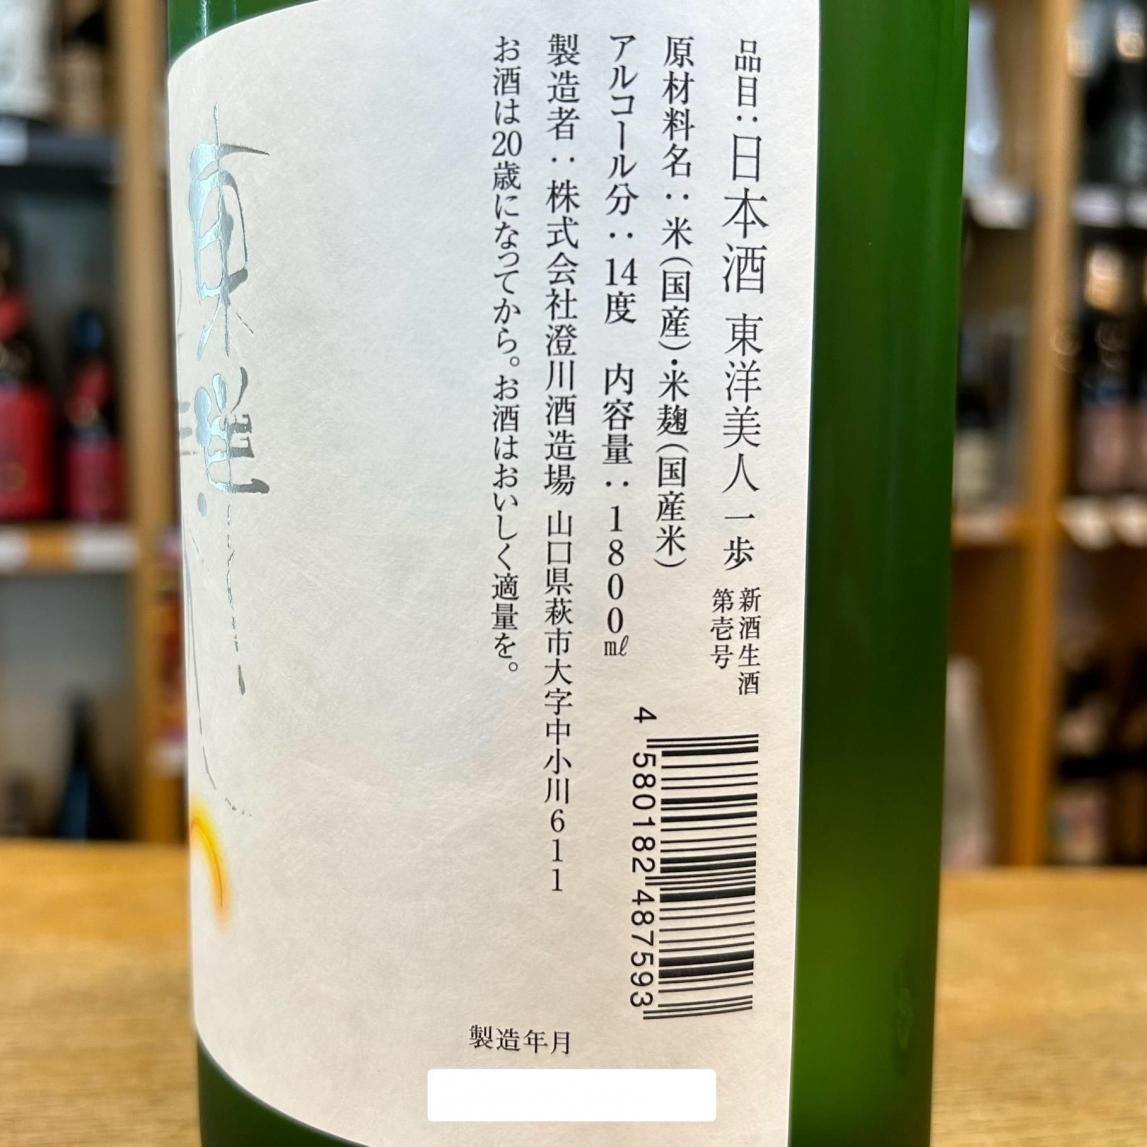 品目：日本酒 東洋美人 一歩 新酒生酒
第壱号
原材料名：米（国産）・米麹（国産米）
アルコール分：14度 内容量：1800㎖
製造者：株式会社澄川酒造場 山口県萩市大字中小川611
お酒は20歳になってから。お酒はおいしく適量を。
4 580182 487593
製造年月
東洋